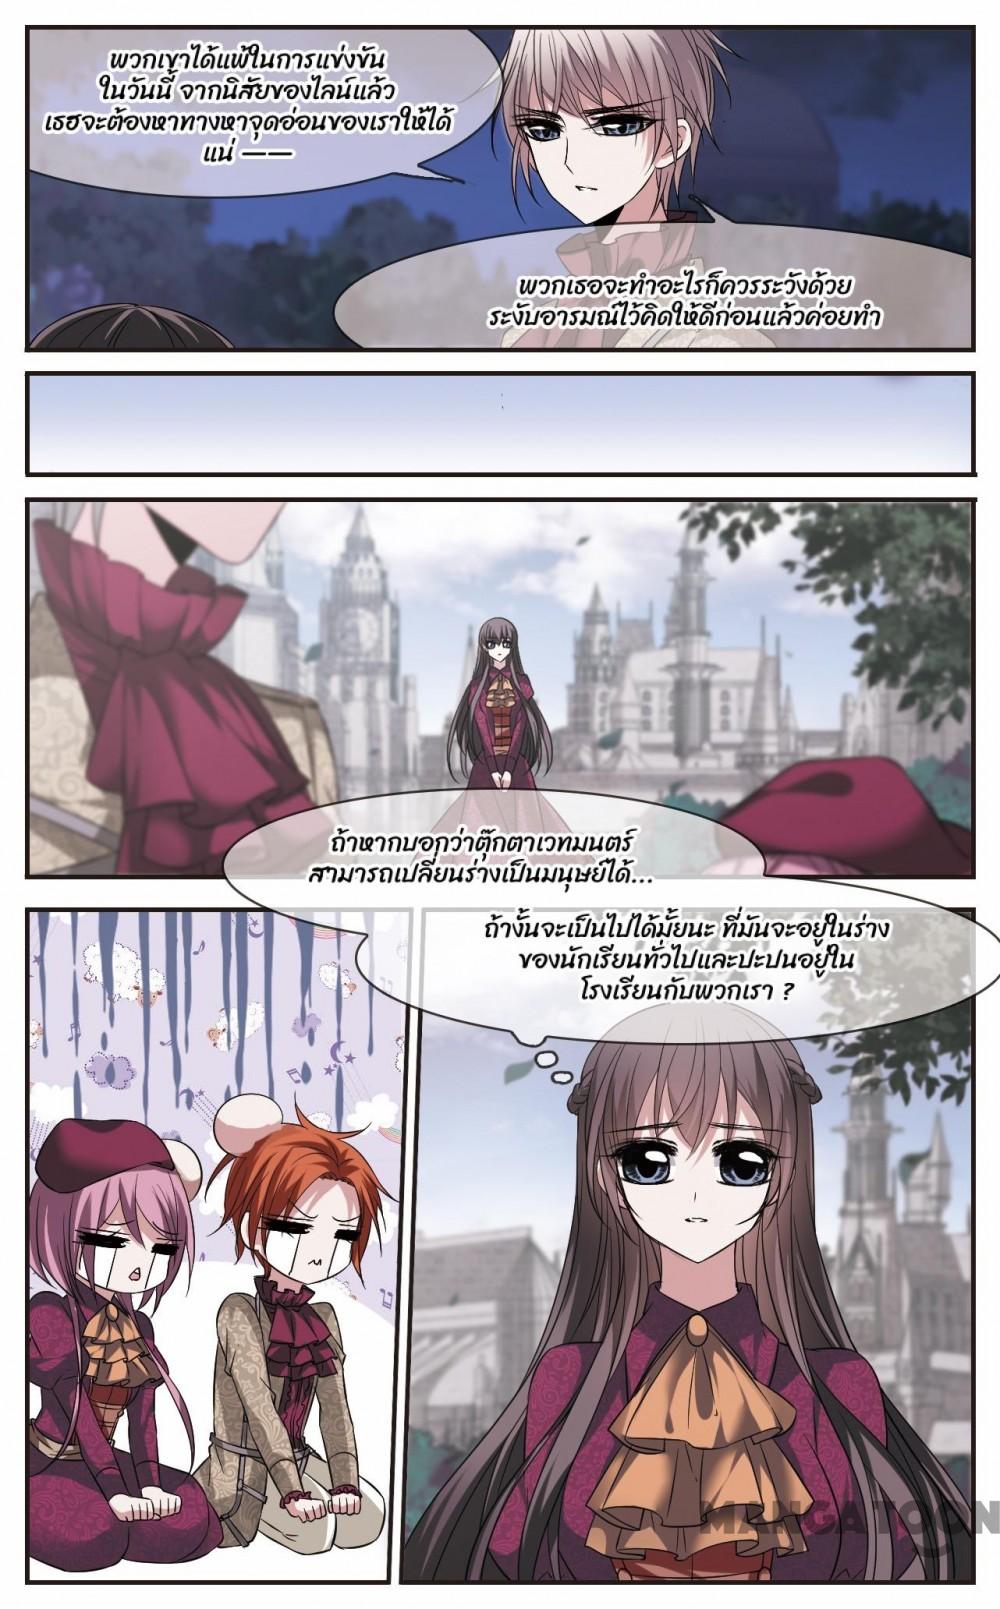 พวกเขาได้แพ้ในการแข่งขัน
ในวันนี้ จากนิสัยของไลน์แล้ว
เธฮจะต้องหาทางหาจุดอ่อนของเราให้ได้
แน่ ——
พวกเธอจะทำอะไรก็ควรระวังด้วย
ระงับอารมณ์ไว้คิดให้ดีก่อนแล้วค่อยทำ
ถ้าหากบอกว่าตุ๊กตาเวทมนตร์
สามารถเปลี่ยนร่างเป็นมนุษย์ได้...
ถ้างั้นจะเป็นไปได้มั้ยนะ ที่มันจะอยู่ในร่าง
ของนักเรียนทั่วไปและปะปนอยู่ใน
โรงเรียนกับพวกเรา ?
MANGATOON